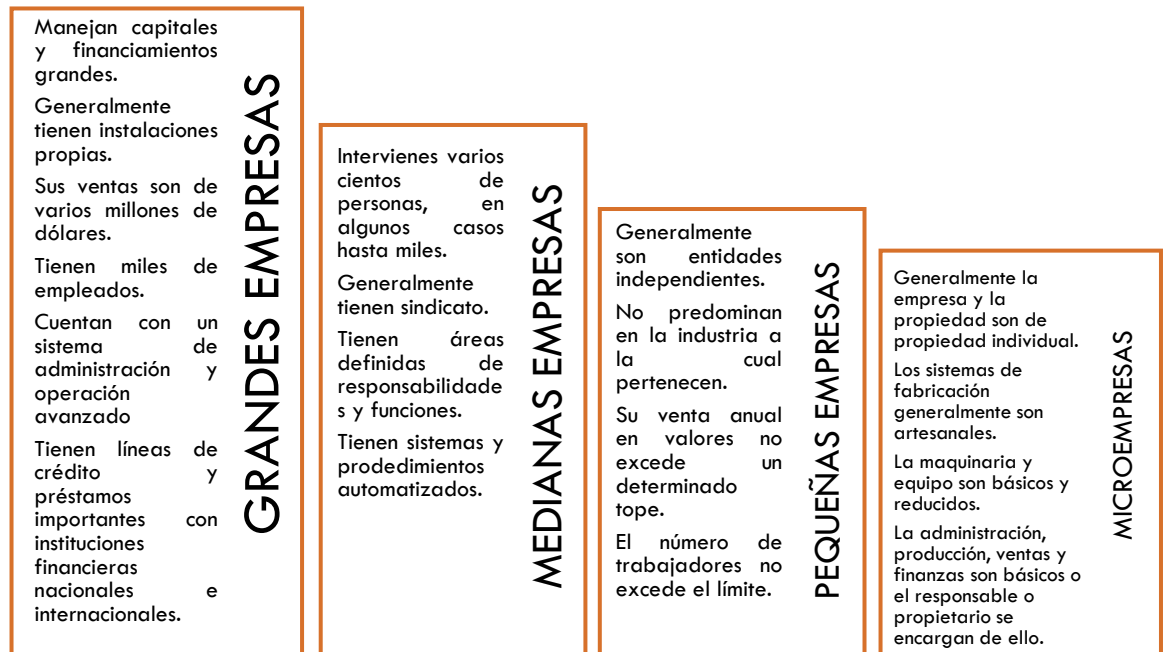 Manejan capitales
y financiamientos
grandes.
Generalmente
tienen instalaciones
propias.
Sus ventas son de
varios millones de
dólares.
Tienen miles de
empleados.
Cuentan con un
sistema de
administración y
operación
avanzado
Tienen líneas de
crédito y
préstamos
importantes con
instituciones
financieras
nacionales e
internacionales.
GRANDES EMPRESAS
Intervienes varios
cientos de
personas, en
algunos casos
hasta miles.
Generalmente
tienen sindicato.
Tienen áreas
definidas de
responsabilidade
s y funciones.
Tienen sistemas y
prodedimientos
automatizados.
MEDIANAS EMPRESAS
Generalmente
son entidades
independientes.
No predominan
en la industria a
la cual
pertenecen.
Su venta anual
en valores no
excede un
determinado
tope.
El número de
trabajadores no
excede el límite.
PEQUEÑAS EMPRESAS
Generalmente la
empresa y la
propiedad son de
propiedad individual.
Los sistemas de
fabricación
generalmente son
artesanales.
La maquinaria y
equipo son básicos y
reducidos.
La administración,
producción, ventas y
finanzas son básicos o
el responsable o
propietario se
encargan de ello.
MICROEMPRESAS